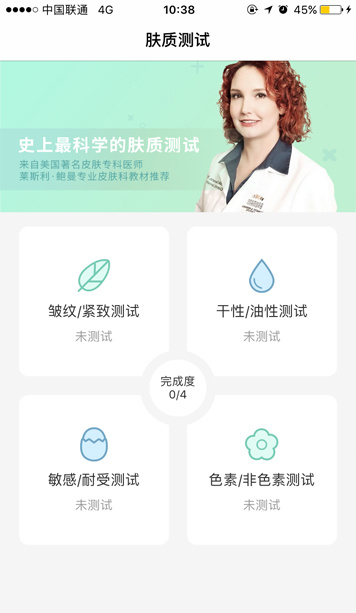 中国联通 4G 10:38 45%
肤质测试
史上最科学的肤质测试
来自美国著名皮肤专科医师
莱斯利·鲍曼专业皮肤科教材推荐
皱纹/紧致测试
未测试
干性/油性测试
未测试
完成度
0/4
敏感/耐受测试
未测试
色素/非色素测试
未测试